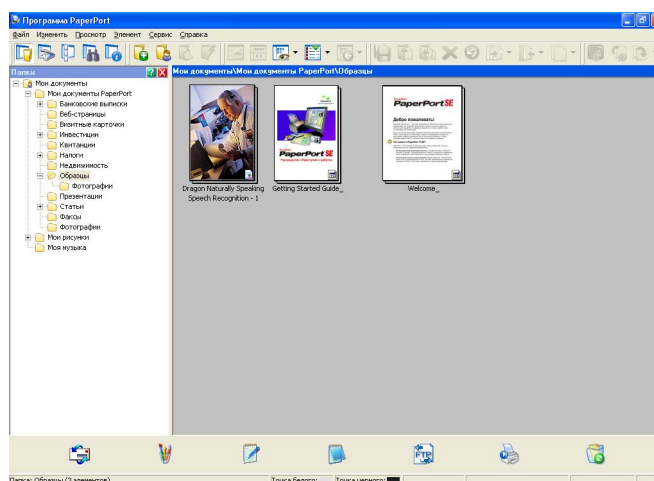 Программа PaperPort
Файл Изменить Просмотр Элемент Сервис Справка
Папки
Мои документы\Мои документы PaperPort\Образцы
Мои документы
Мои документы PaperPort
Банковские выписки
Веб-страницы
Визитные карточки
Инвестиции
Квитанции
Налоги
Недвижимость
Образцы
Фотографии
Презентации
Статьи
Факсы
Фотографии
Мои рисунки
Моя музыка
PaperPort SE
PaperPort SE
Добро пожаловать!
Dragon Naturally Speaking
Speech Recognition - 1
Getting Started Guide_
Welcome_
FTP
Папка: Образцы (3 элементов)
Точка белого:
Точка черного: